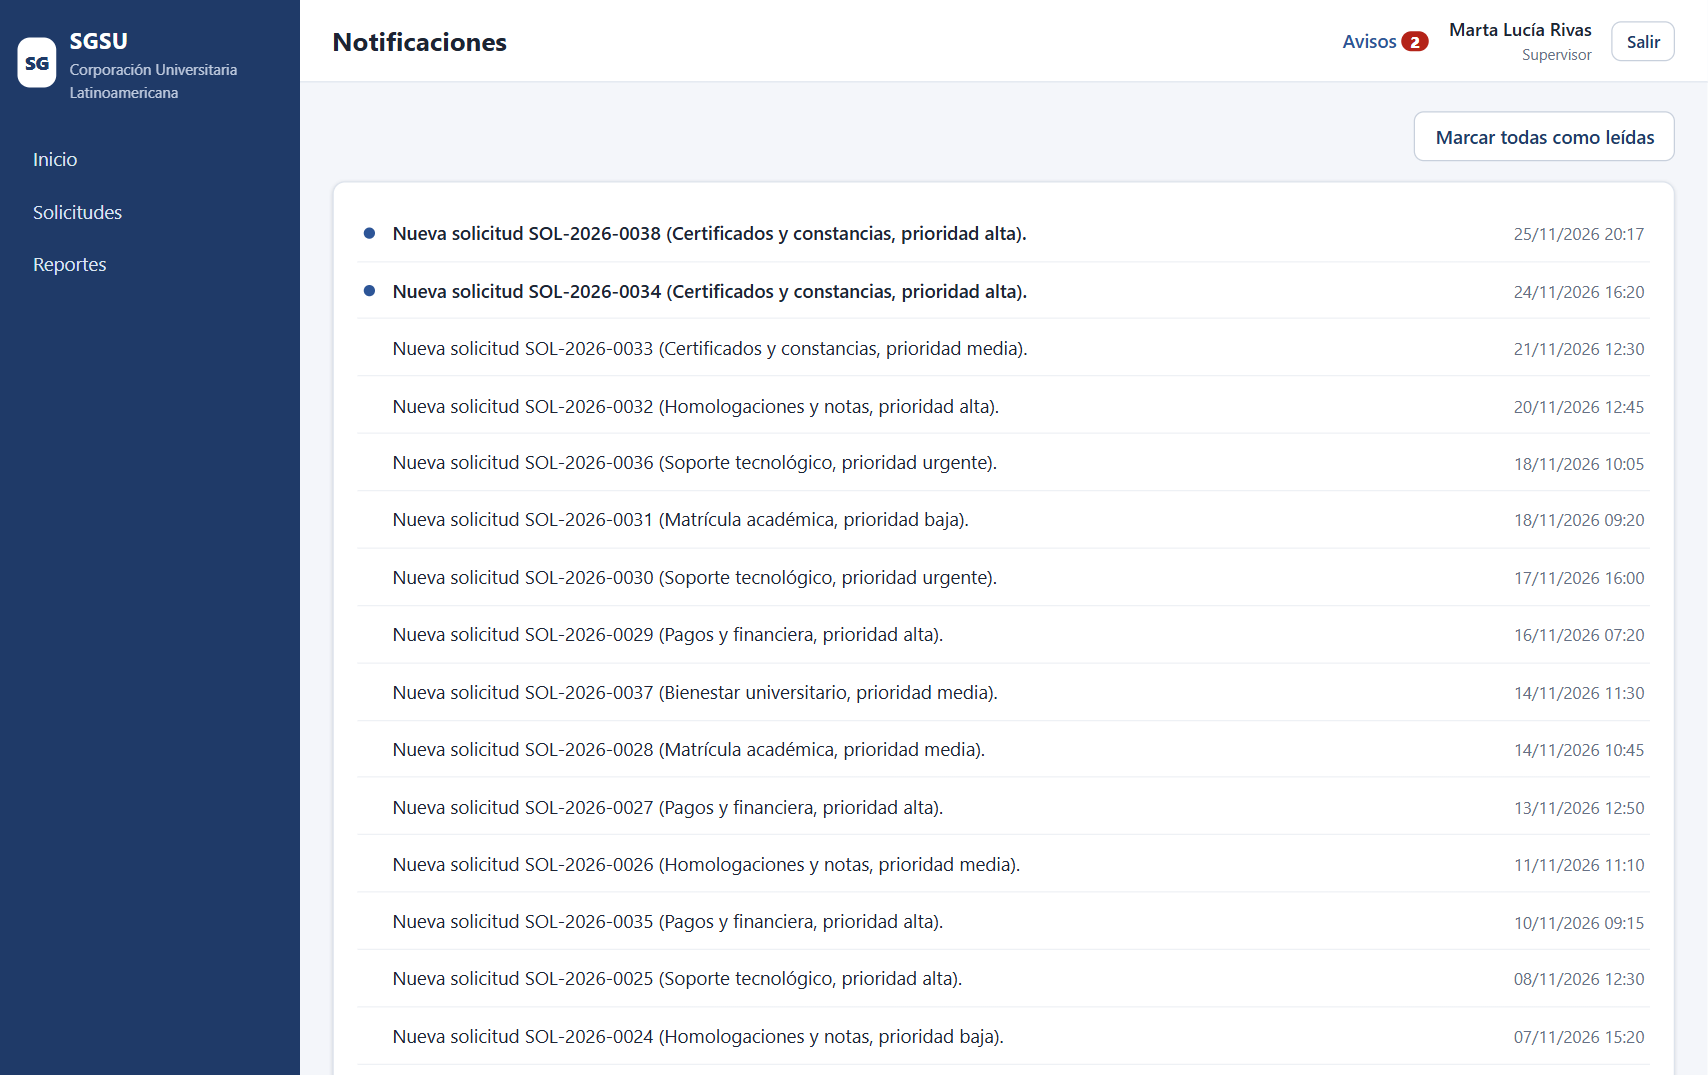 SG
SGSU
Corporación Universitaria
Latinoamericana
Inicio
Solicitudes
Reportes
Notificaciones
Avisos 2
Marta Lucía Rivas
Supervisor
Salir
Marcar todas como leídas
Nueva solicitud SOL-2026-0038 (Certificados y constancias, prioridad alta). 25/11/2026 20:17
Nueva solicitud SOL-2026-0034 (Certificados y constancias, prioridad alta). 24/11/2026 16:20
Nueva solicitud SOL-2026-0033 (Certificados y constancias, prioridad media). 21/11/2026 12:30
Nueva solicitud SOL-2026-0032 (Homologaciones y notas, prioridad alta). 20/11/2026 12:45
Nueva solicitud SOL-2026-0036 (Soporte tecnológico, prioridad urgente). 18/11/2026 10:05
Nueva solicitud SOL-2026-0031 (Matrícula académica, prioridad baja). 18/11/2026 09:20
Nueva solicitud SOL-2026-0030 (Soporte tecnológico, prioridad urgente). 17/11/2026 16:00
Nueva solicitud SOL-2026-0029 (Pagos y financiera, prioridad alta). 16/11/2026 07:20
Nueva solicitud SOL-2026-0037 (Bienestar universitario, prioridad media). 14/11/2026 11:30
Nueva solicitud SOL-2026-0028 (Matrícula académica, prioridad media). 14/11/2026 10:45
Nueva solicitud SOL-2026-0027 (Pagos y financiera, prioridad alta). 13/11/2026 12:50
Nueva solicitud SOL-2026-0026 (Homologaciones y notas, prioridad media). 11/11/2026 11:10
Nueva solicitud SOL-2026-0035 (Pagos y financiera, prioridad alta). 10/11/2026 09:15
Nueva solicitud SOL-2026-0025 (Soporte tecnológico, prioridad alta). 08/11/2026 12:30
Nueva solicitud SOL-2026-0024 (Homologaciones y notas, prioridad baja). 07/11/2026 15:20